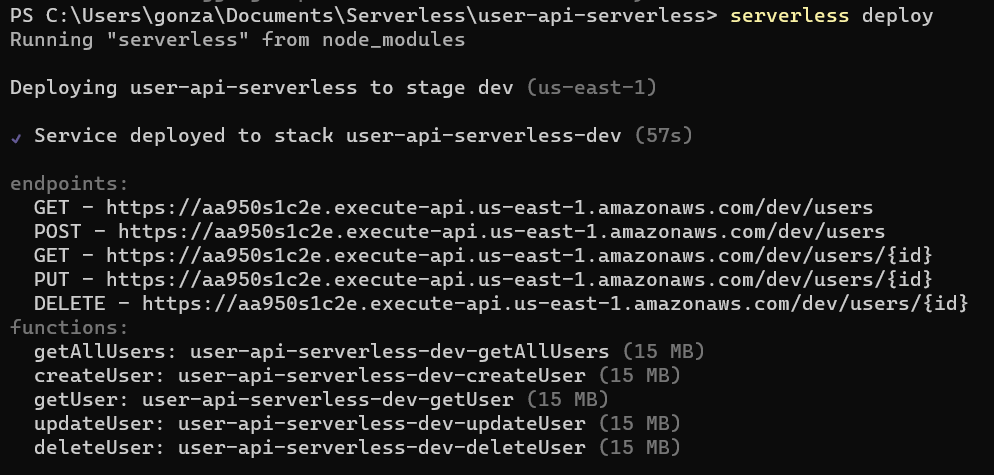 PS C:\Users\gonza\Documents\Serverless\user-api-serverless> serverless deploy
Running "serverless" from node_modules
Deploying user-api-serverless to stage dev (us-east-1)
✓ Service deployed to stack user-api-serverless-dev (57s)
endpoints:
GET - https://aa950s1c2e.execute-api.us-east-1.amazonaws.com/dev/users
POST - https://aa950s1c2e.execute-api.us-east-1.amazonaws.com/dev/users
GET - https://aa950s1c2e.execute-api.us-east-1.amazonaws.com/dev/users/{id}
PUT - https://aa950s1c2e.execute-api.us-east-1.amazonaws.com/dev/users/{id}
DELETE - https://aa950s1c2e.execute-api.us-east-1.amazonaws.com/dev/users/{id}
functions:
getAllUsers: user-api-serverless-dev-getAllUsers (15 MB)
createUser: user-api-serverless-dev-createUser (15 MB)
getUser: user-api-serverless-dev-getUser (15 MB)
updateUser: user-api-serverless-dev-updateUser (15 MB)
deleteUser: user-api-serverless-dev-deleteUser (15 MB)